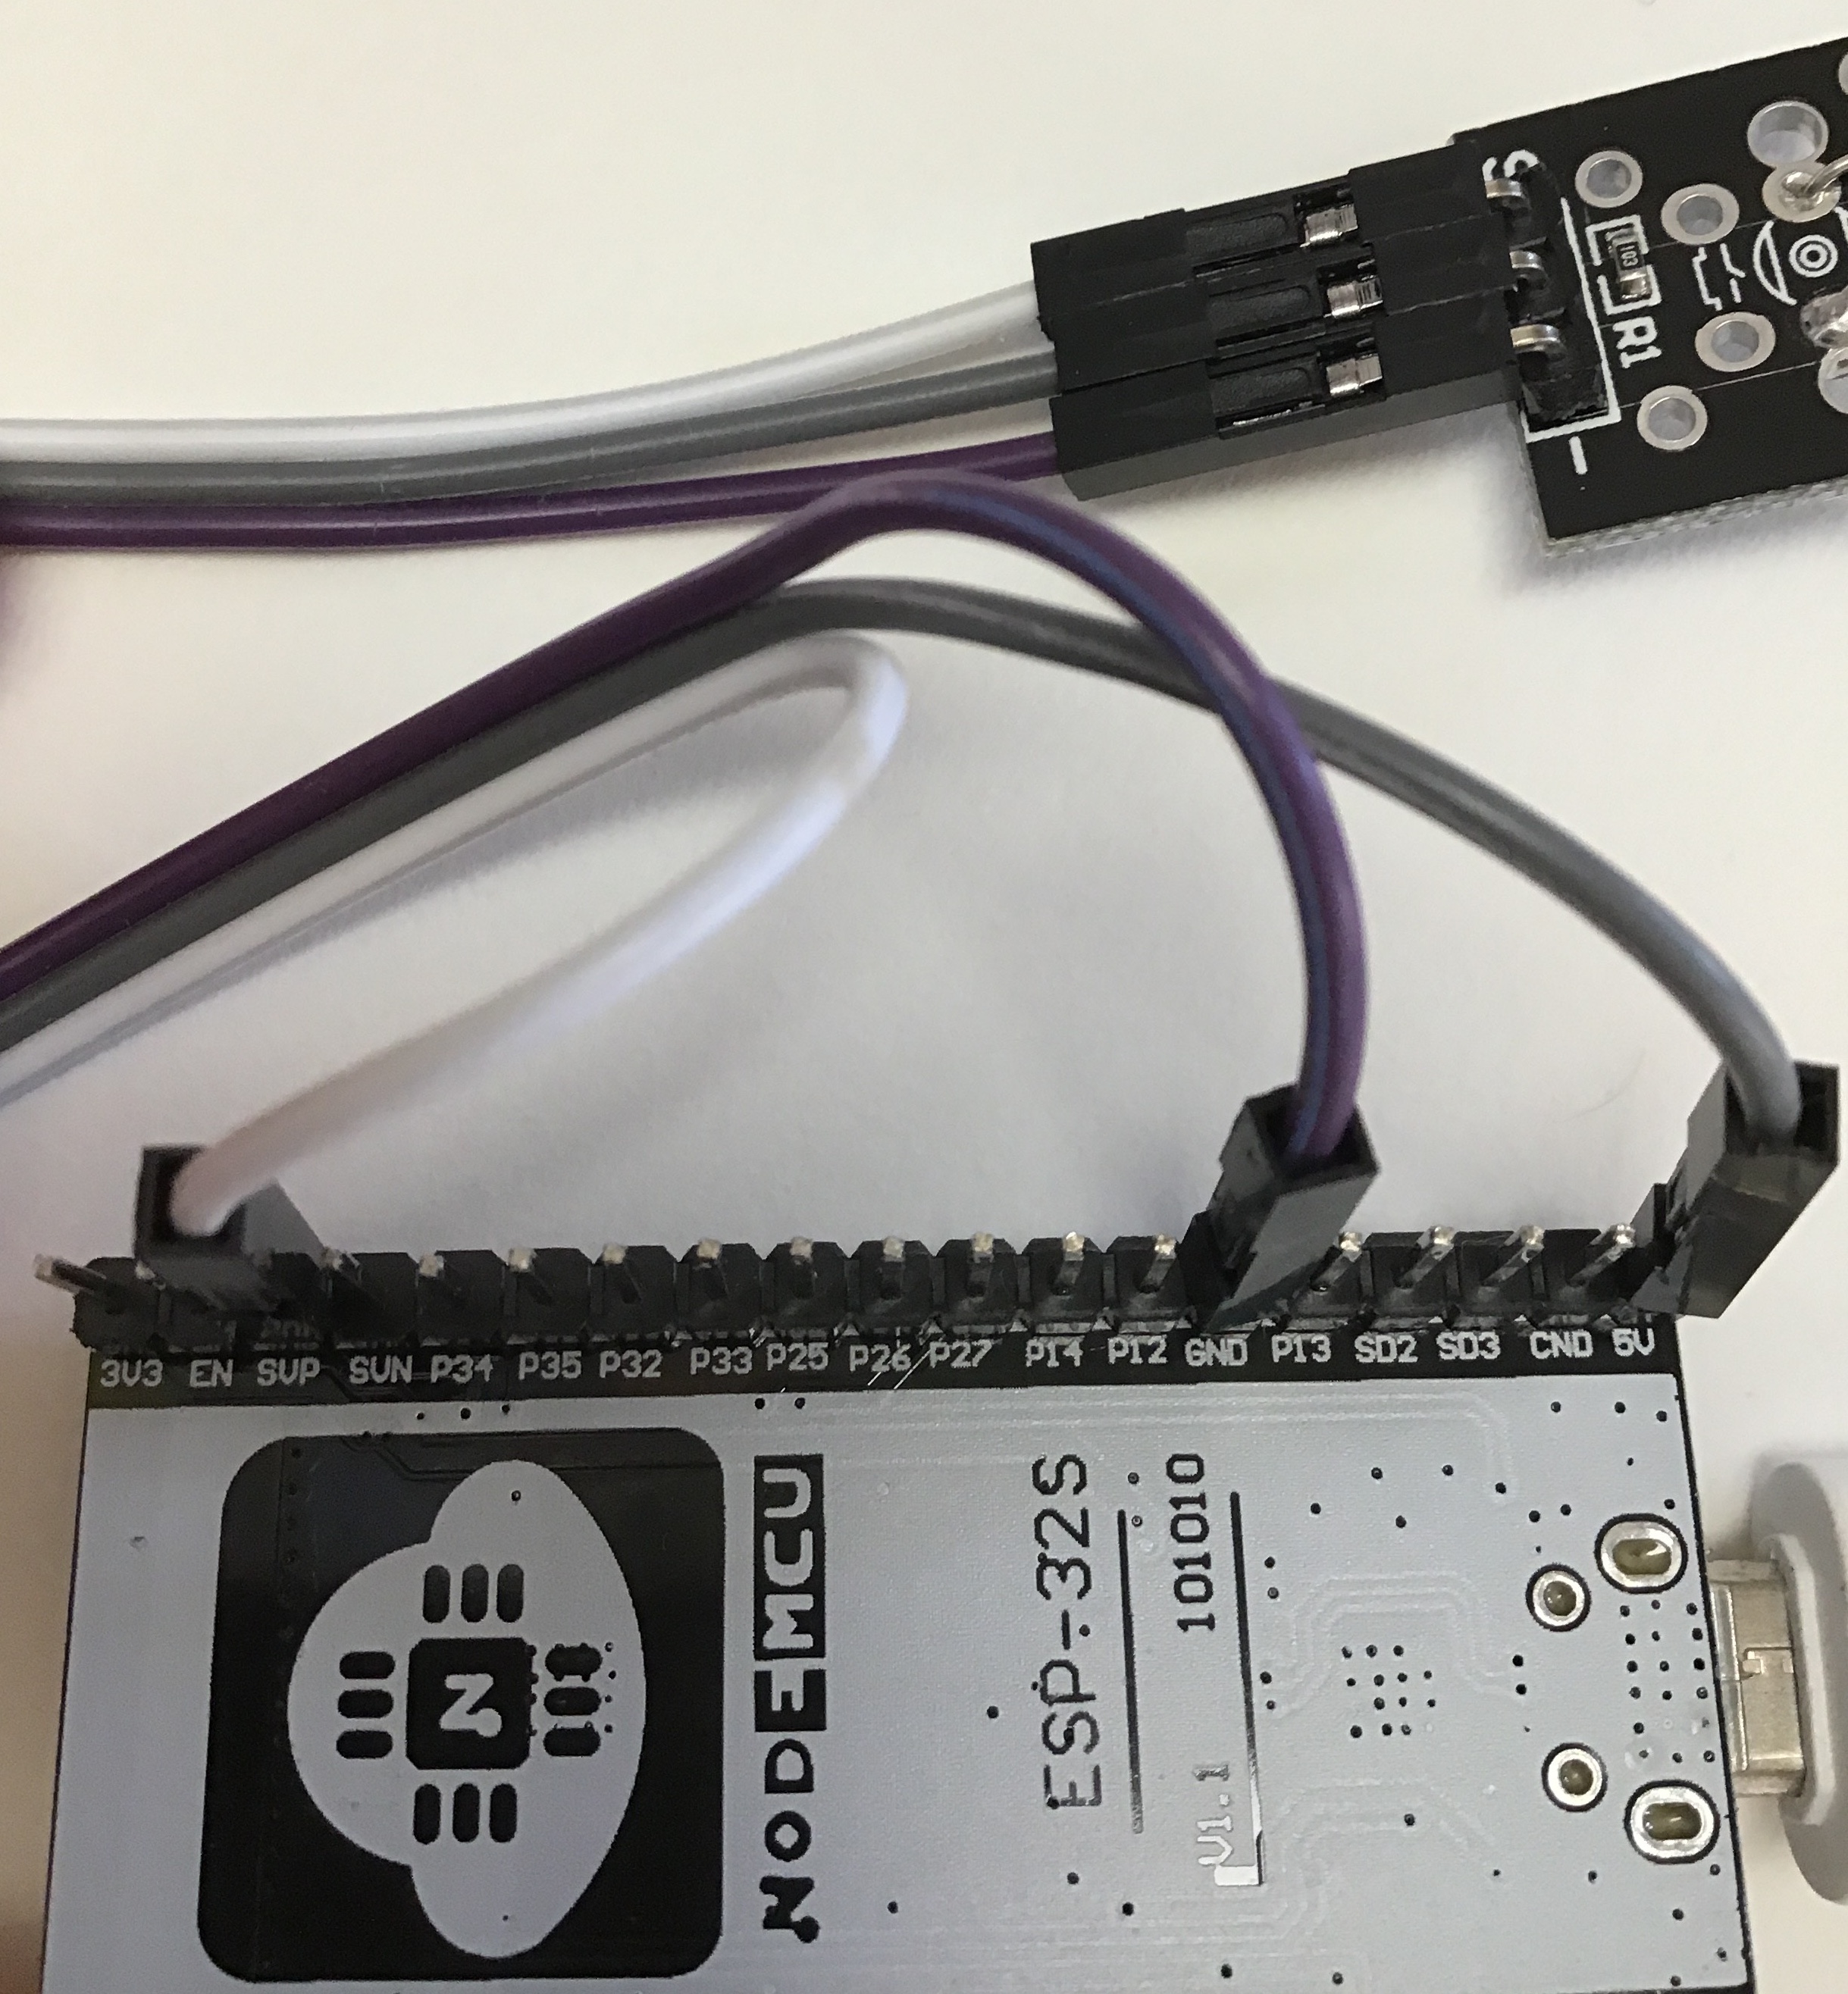 S
103
R1
3V3 EN SVP SVN P34 P35 P32 P33 P25 P26 P27 P14 P12 GND P13 SD2 SD3 CND 5V
NODEMCU
ESP-32S
101010
V1.1